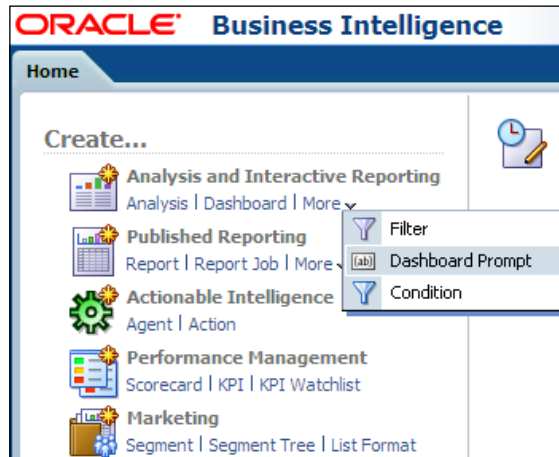 ORACLE® Business Intelligence
Home
Create...
Analysis and Interactive Reporting
Analysis | Dashboard | More
Filter
Dashboard Prompt
Condition
Published Reporting
Report | Report Job | More
Actionable Intelligence
Agent | Action
Performance Management
Scorecard | KPI | KPI Watchlist
Marketing
Segment | Segment Tree | List Format